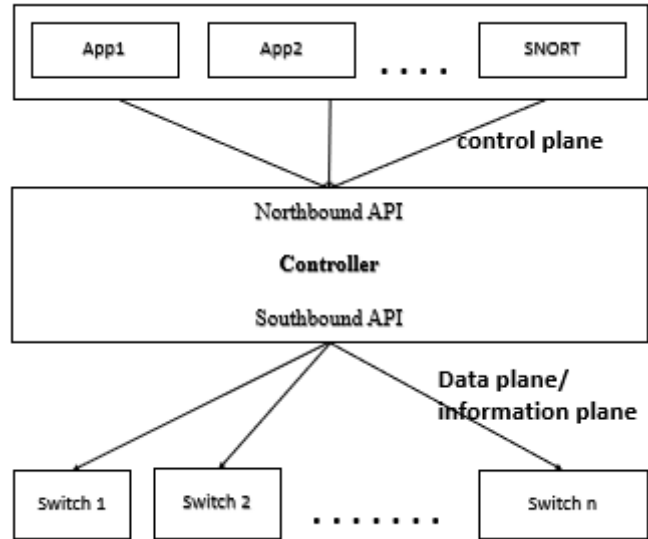 App1
App2
. . . .
SNORT
control plane
Northbound API
Controller
Southbound API
Data plane/
information plane
Switch 1
Switch 2
. . . . . . .
Switch n